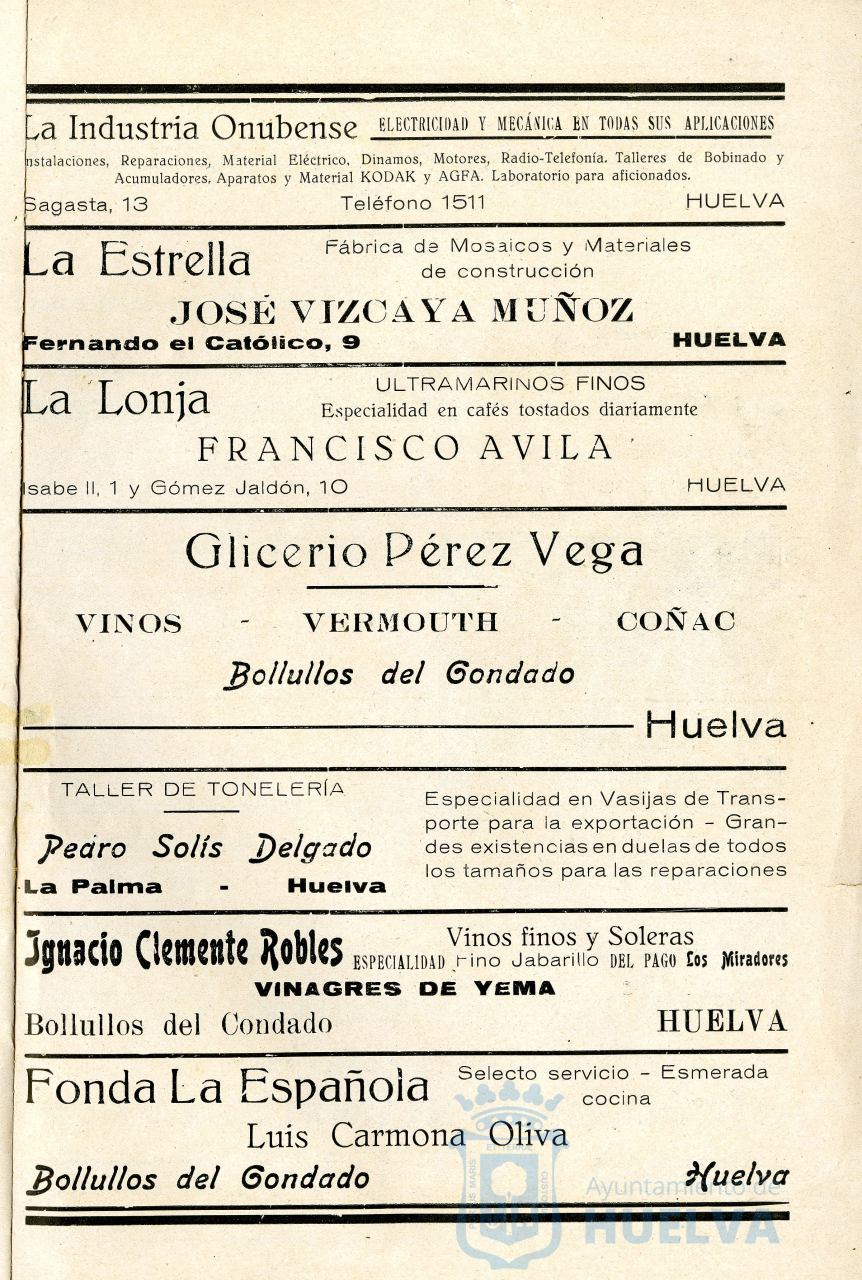 La Industria Onubense ELECTRICIDAD Y MECÁNICA EN TODAS SUS APLICACIONES
nstalaciones, Reparaciones, Material Eléctrico, Dinamos, Motores, Radio-Telefonía. Talleres de Bobinado y
Acumuladores. Aparatos y Material KODAK y AGFA. Laboratorio para aficionados.
Sagasta, 13 Teléfono 1511 HUELVA
La Estrella Fábrica de Mosaicos y Materiales
de construcción
JOSÉ VIZCAYA MUÑOZ
Fernando el Católico, 9 HUELVA
La Lonja ULTRAMARINOS FINOS
Especialidad en cafés tostados diariamente
FRANCISCO AVILA
Isabe II, 1 y Gómez Jaldón, 10 HUELVA
Glicerio Pérez Vega
VINOS - VERMOUTH - COÑAC
Bollullos del Condado
Huelva
TALLER DE TONELERÍA
Pedro Solís Delgado
La Palma - Huelva
Especialidad en Vasijas de Trans-
porte para la exportación - Gran-
des existencias en duelas de todos
los tamaños para las reparaciones
Ignacio Clemente Robles Vinos finos y Soleras
ESPECIALIDAD Fino Jabarillo DEL PAGO Los Miradores
VINAGRES DE YEMA
Bollullos del Condado HUELVA
Fonda La Española Selecto servicio - Esmerada
cocina
Luis Carmona Oliva
Bollullos del Condado Huelva
PORTUS MARIS ET TERRAE CUSTODIA
Ayuntamiento de
HUELVA